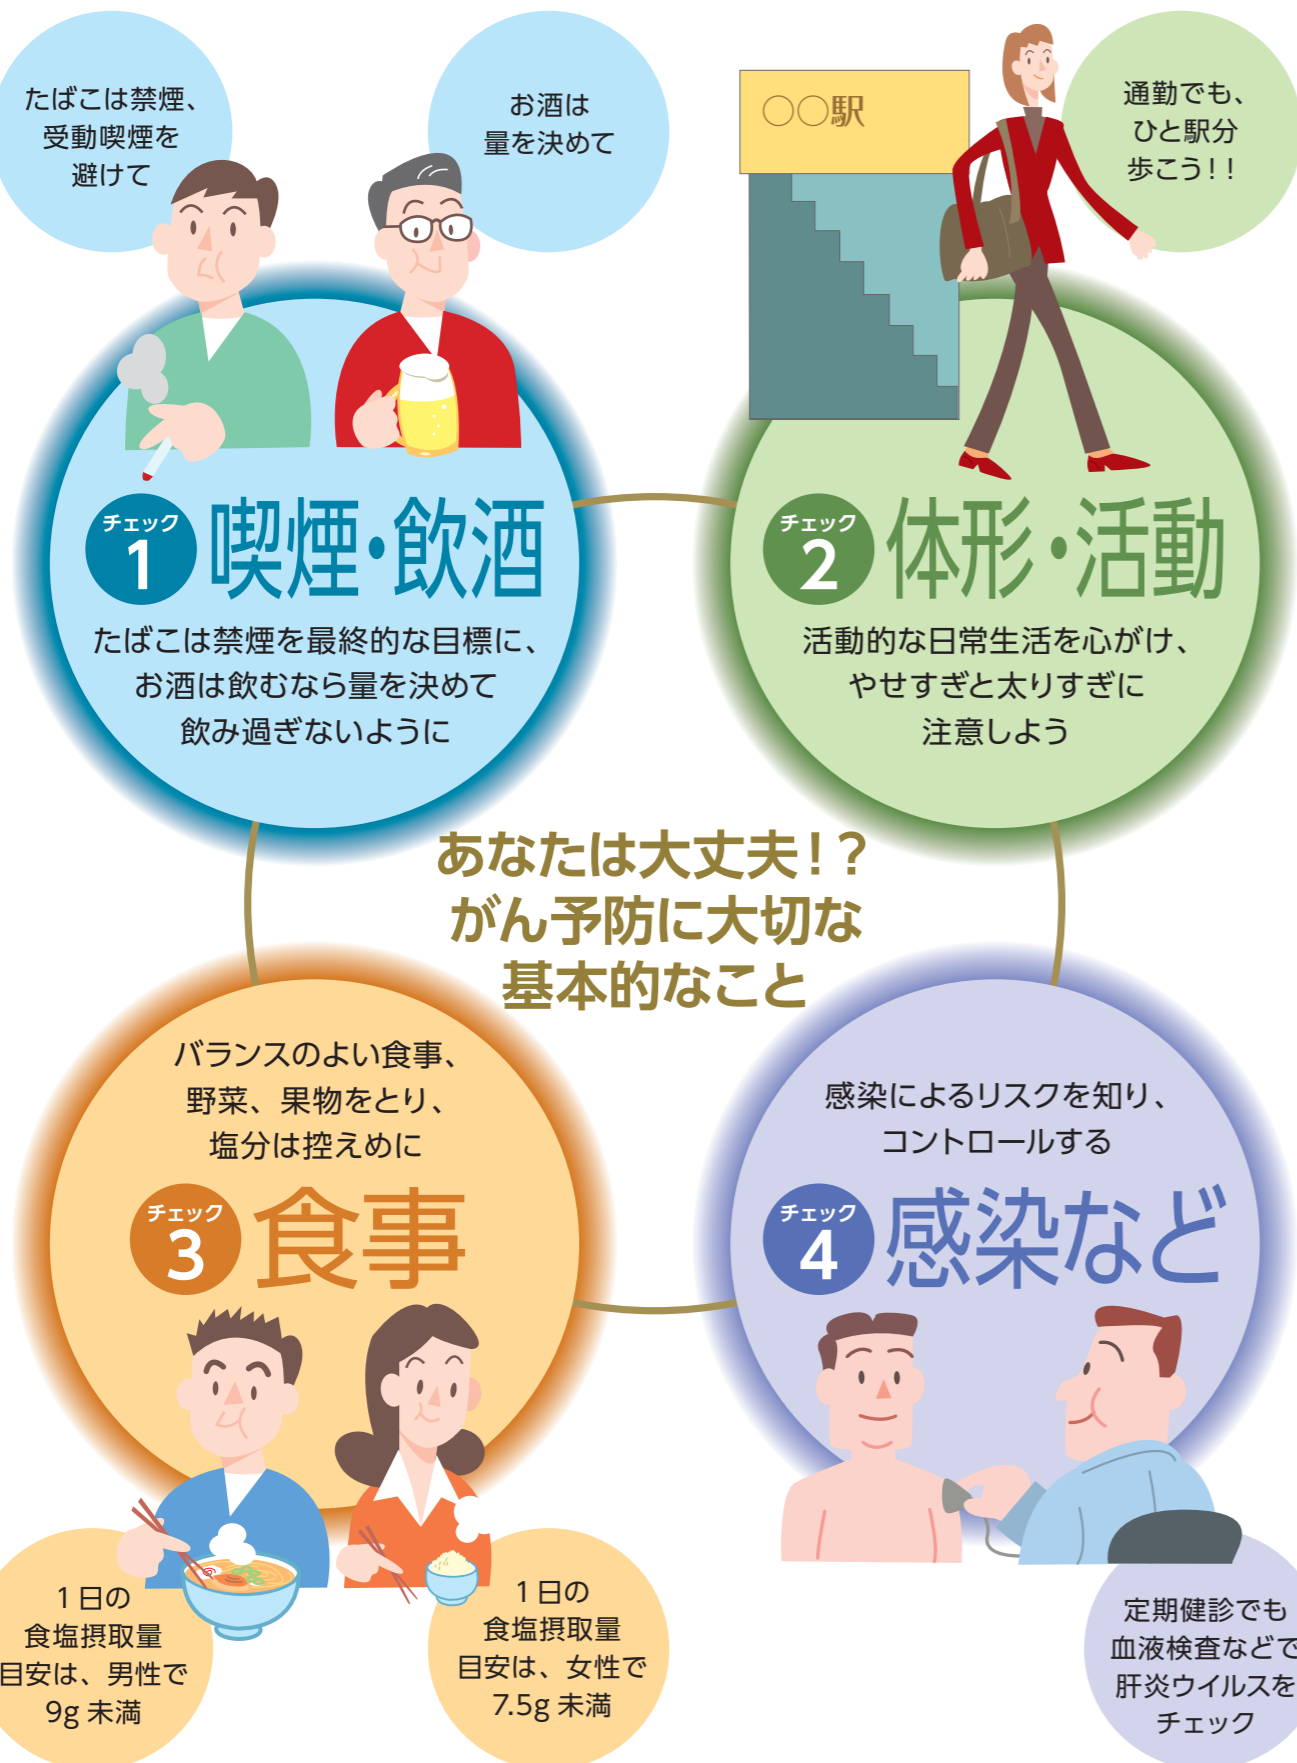 たばこは禁煙、
受動喫煙を
避けて
お酒は
量を決めて
○○駅
通勤でも、
ひと駅分
歩こう！！
チェック
1
喫煙・飲酒
たばこは禁煙を最終的な目標に、
お酒は飲むなら量を決めて
飲み過ぎないように
チェック
2
体形・活動
活動的な日常生活を心がけ、
やせすぎと太りすぎに
注意しよう
あなたは大丈夫！？
がん予防に大切な
基本的なこと
バランスのよい食事、
野菜、果物をとり、
塩分は控えめに
チェック
3
食事
感染によるリスクを知り、
コントロールする
チェック
4
感染など
1日の
食塩摂取量
目安は、男性で
9g 未満
1日の
食塩摂取量
目安は、女性で
7.5g 未満
定期健診でも
血液検査などで
肝炎ウイルスを
チェック